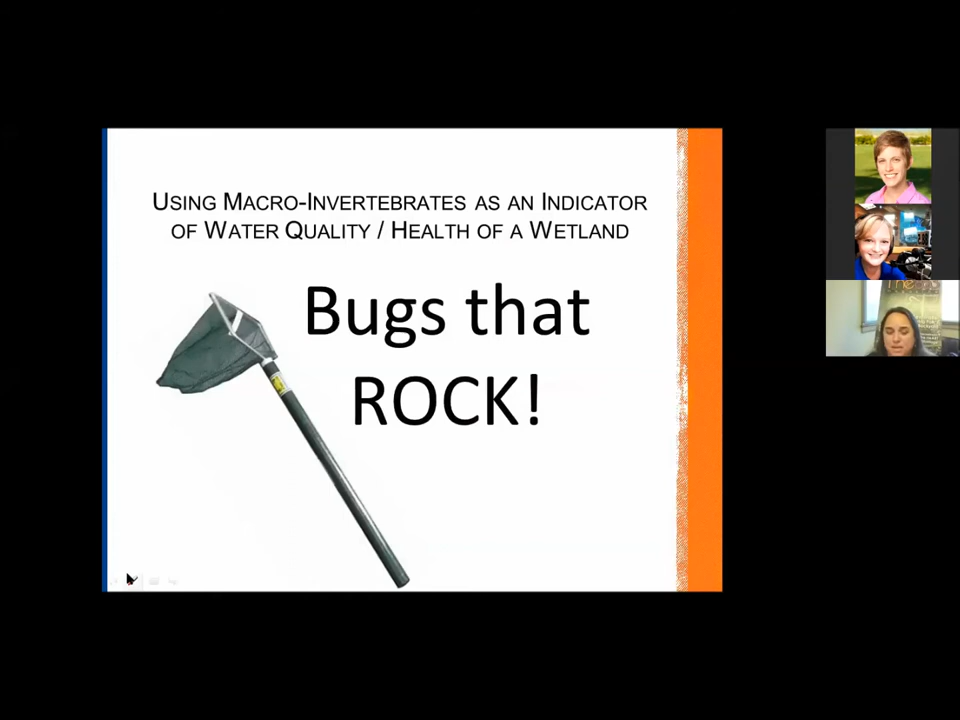 USING MACRO-INVERTEBRATES AS AN INDICATOR
OF WATER QUALITY / HEALTH OF A WETLAND
Bugs that
ROCK!